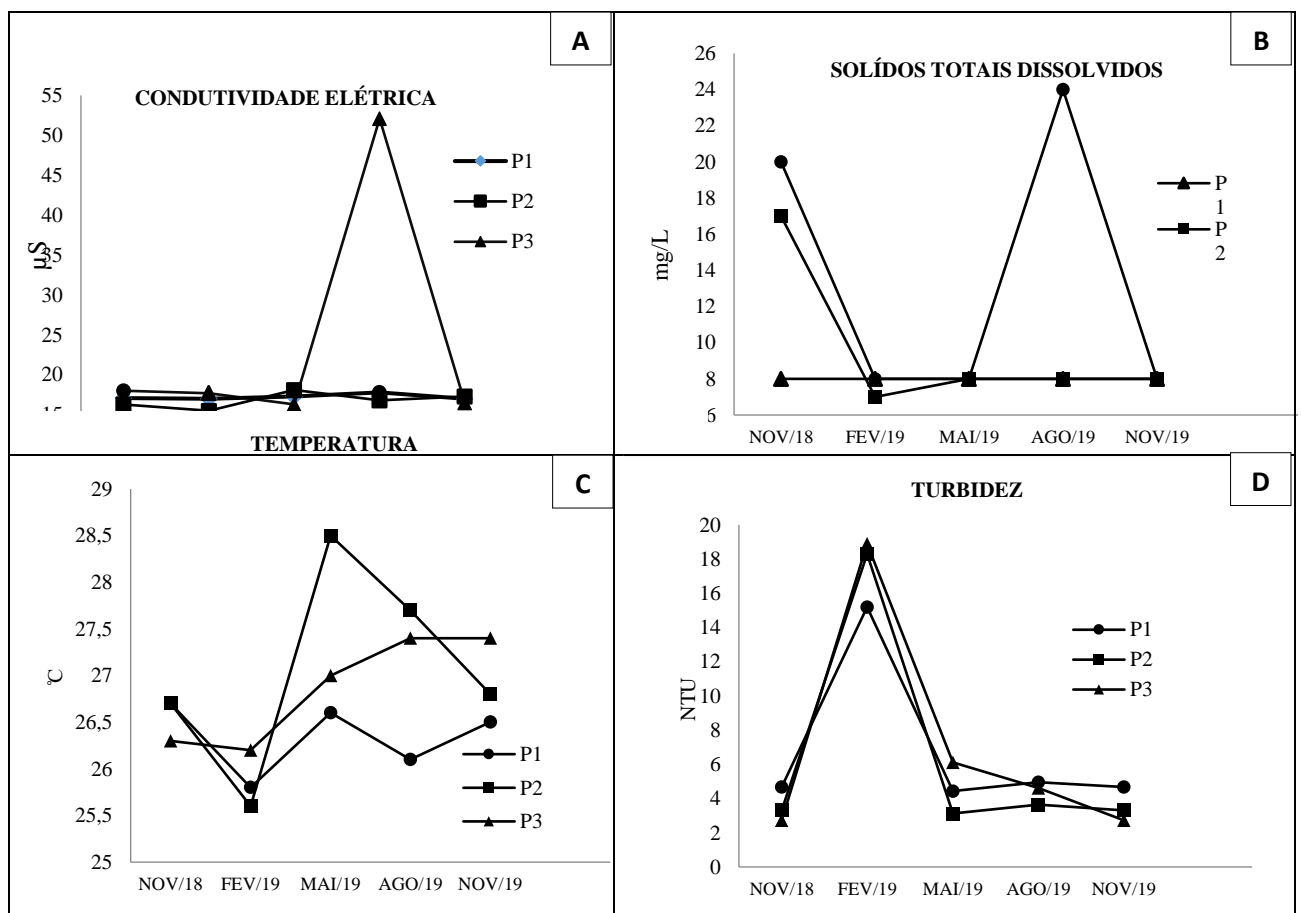 A
CONDUTIVIDADE ELÉTRICA
55
50
45
40
35
30
25
20
15
µS
P1
P2
P3
B
SOLÍDOS TOTAIS DISSOLVIDOS
26
24
22
20
18
16
14
12
10
8
6
mg/L
P
1
P
2
NOV/18 FEV/19 MAI/19 AGO/19 NOV/19
TEMPERATURA
C
29
28,5
28
27,5
27
26,5
26
25,5
25
℃
P1
P2
P3
NOV/18 FEV/19 MAI/19 AGO/19 NOV/19
D
TURBIDEZ
20
18
16
14
12
10
8
6
4
2
0
NTU
P1
P2
P3
NOV/18 FEV/19 MAI/19 AGO/19 NOV/19